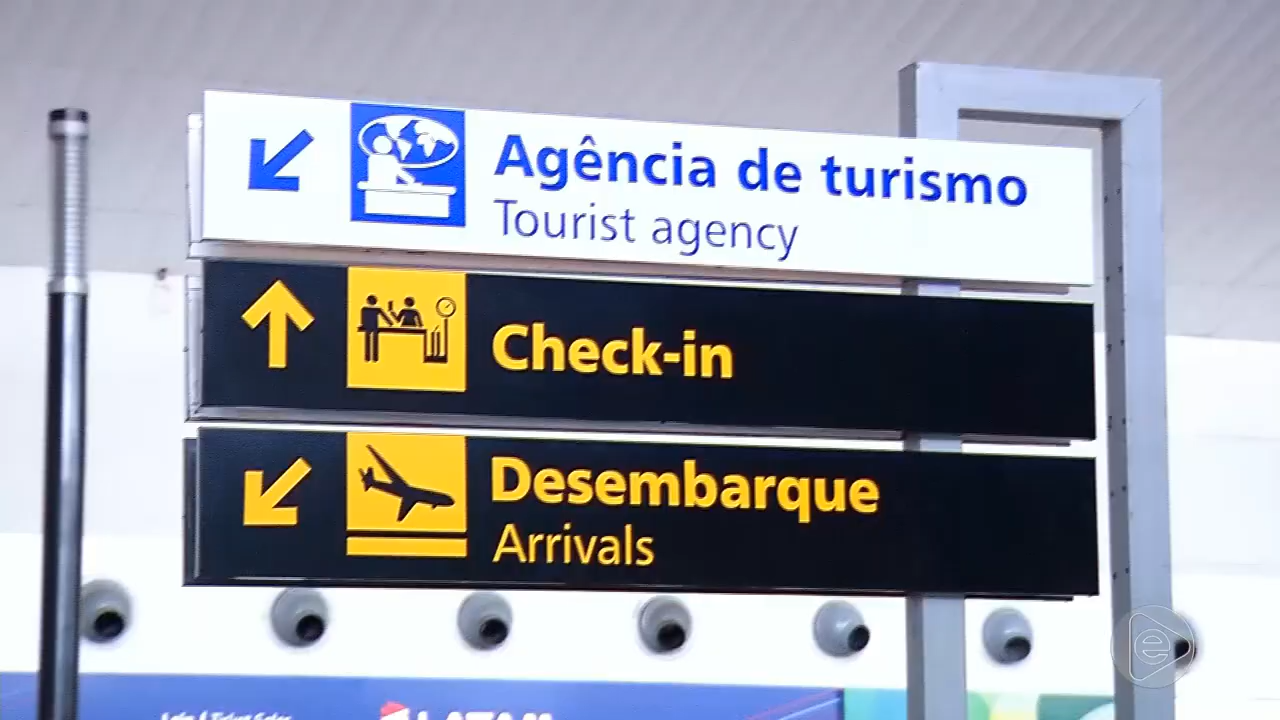 Agência de turismo
Tourist agency
Check-in
Desembarque
Arrivals
e